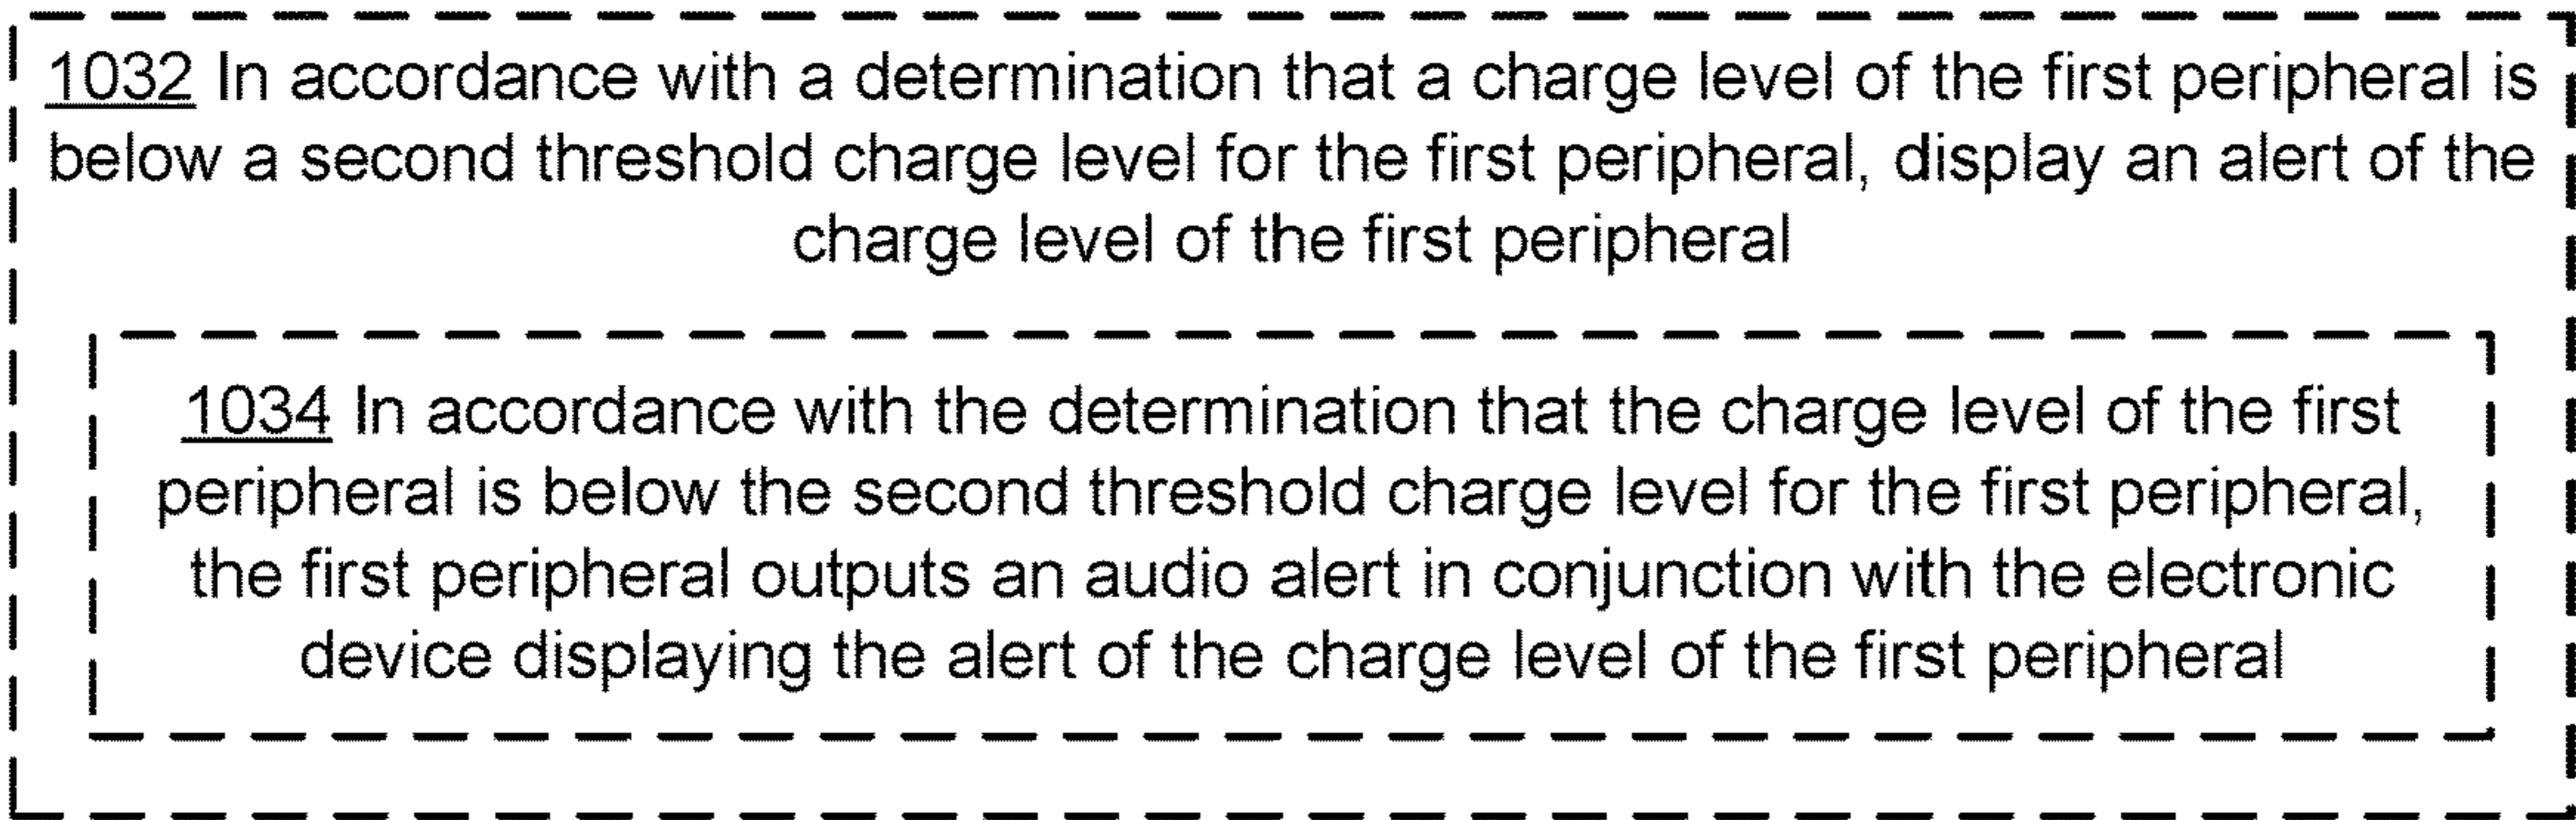 1032 In accordance with a determination that a charge level of the first peripheral is
below a second threshold charge level for the first peripheral, display an alert of the
charge level of the first peripheral
1034 In accordance with the determination that the charge level of the first
peripheral is below the second threshold charge level for the first peripheral,
the first peripheral outputs an audio alert in conjunction with the electronic
device displaying the alert of the charge level of the first peripheral